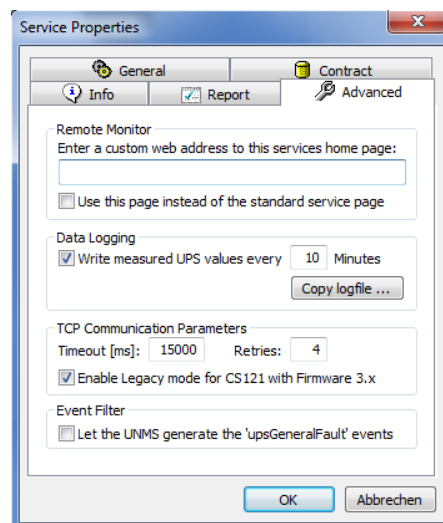 Service Properties
General
Contract
Info
Report
Advanced
Remote Monitor
Enter a custom web address to this services home page:
Use this page instead of the standard service page
Data Logging
Write measured UPS values every 10 Minutes
Copy logfile ...
TCP Communication Parameters
Timeout [ms]: 15000 Retries: 4
Enable Legacy mode for CS121 with Firmware 3.x
Event Filter
Let the UNMS generate the 'upsGeneralFault' events
OK
Abbrechen